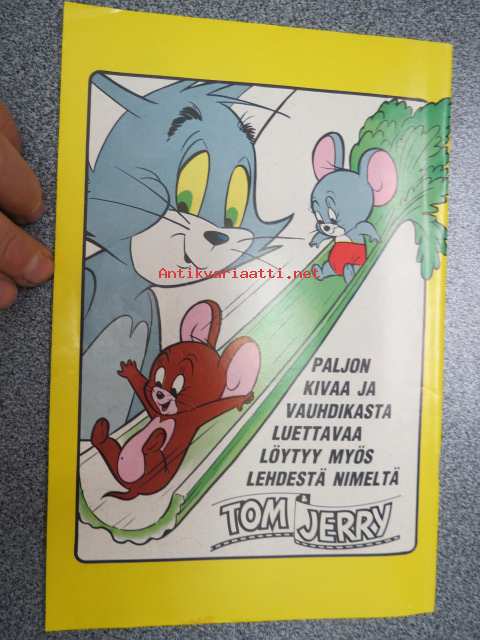 Antikvariaatti.net
PALJON
KIVAA JA
VAUHDIKASTA
LUETTAVAA
LÖYTYY MYÖS
LEHDESTÄ NIMELTÄ
TOM & JERRY